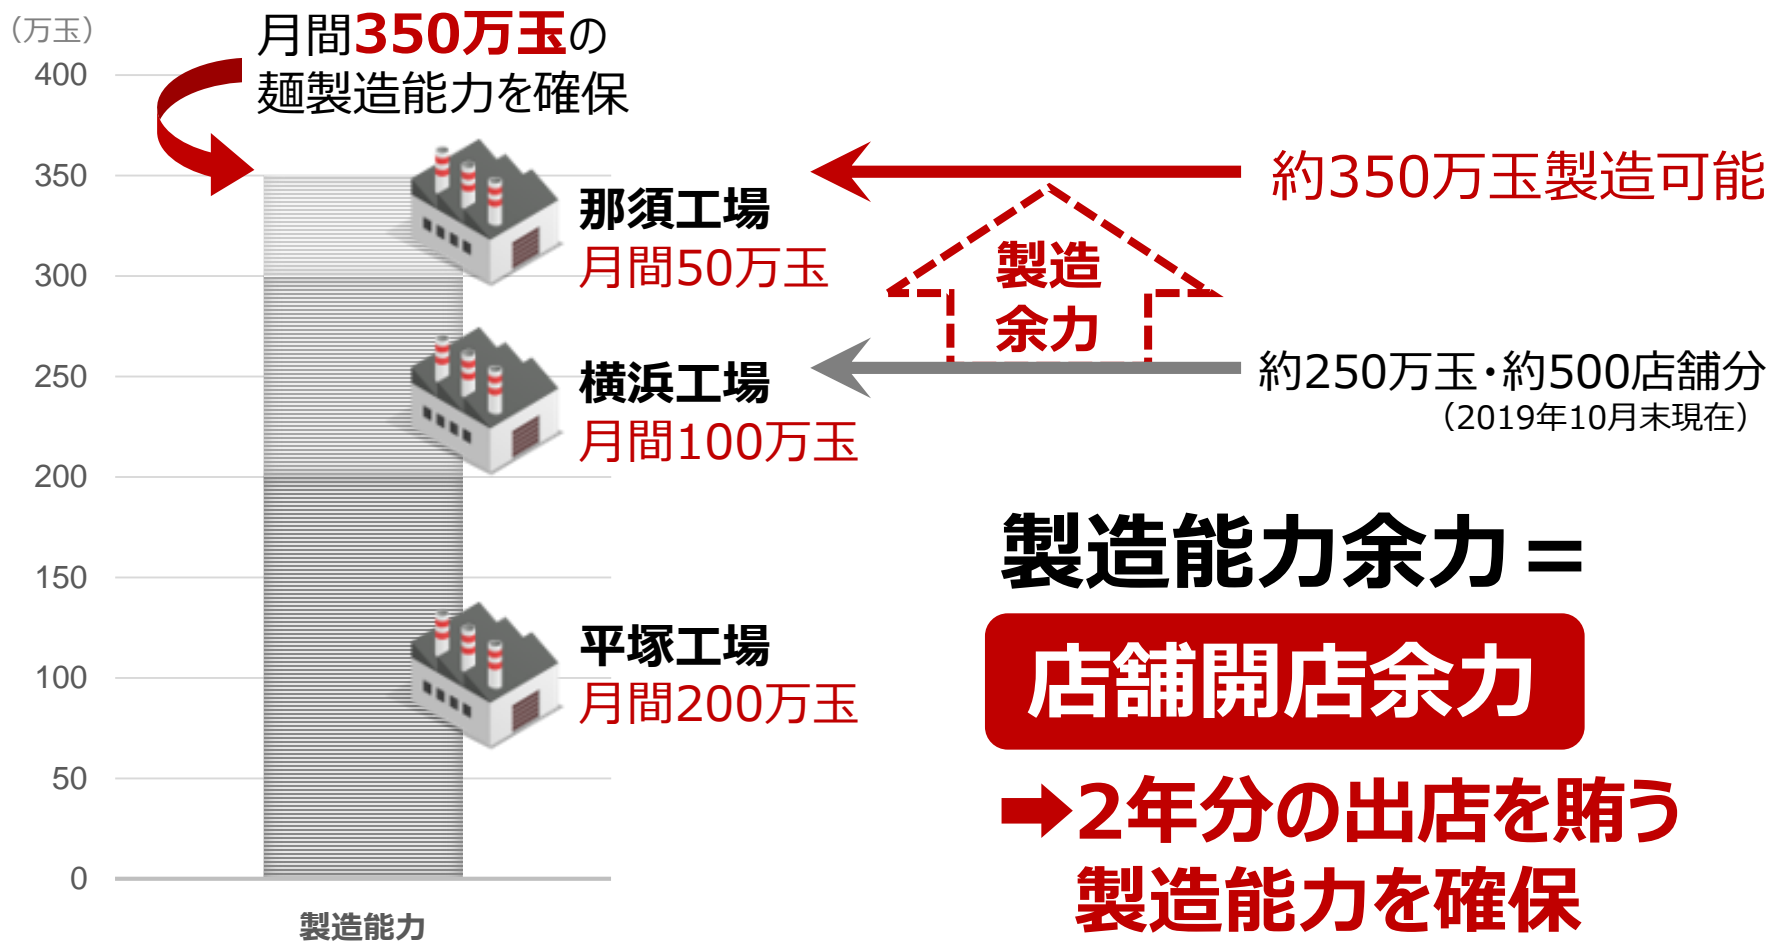 （万玉）
月間350万玉の
麺製造能力を確保
400
350
300
250
200
150
100
50
0
製造能力
那須工場
月間50万玉
横浜工場
月間100万玉
平塚工場
月間200万玉
約350万玉製造可能
製造
余力
約250万玉・約500店舗分
（2019年10月末現在）
製造能力余力＝
店舗開店余力
➡2年分の出店を賄う
製造能力を確保